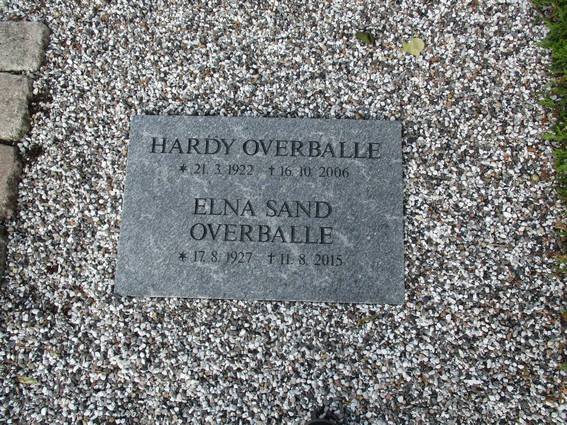 HARDY OVERBALLE
* 21. 3. 1922 † 16. 10. 2006
ELNA SAND
OVERBALLE
* 17. 8. 1927 † 11. 8. 2015